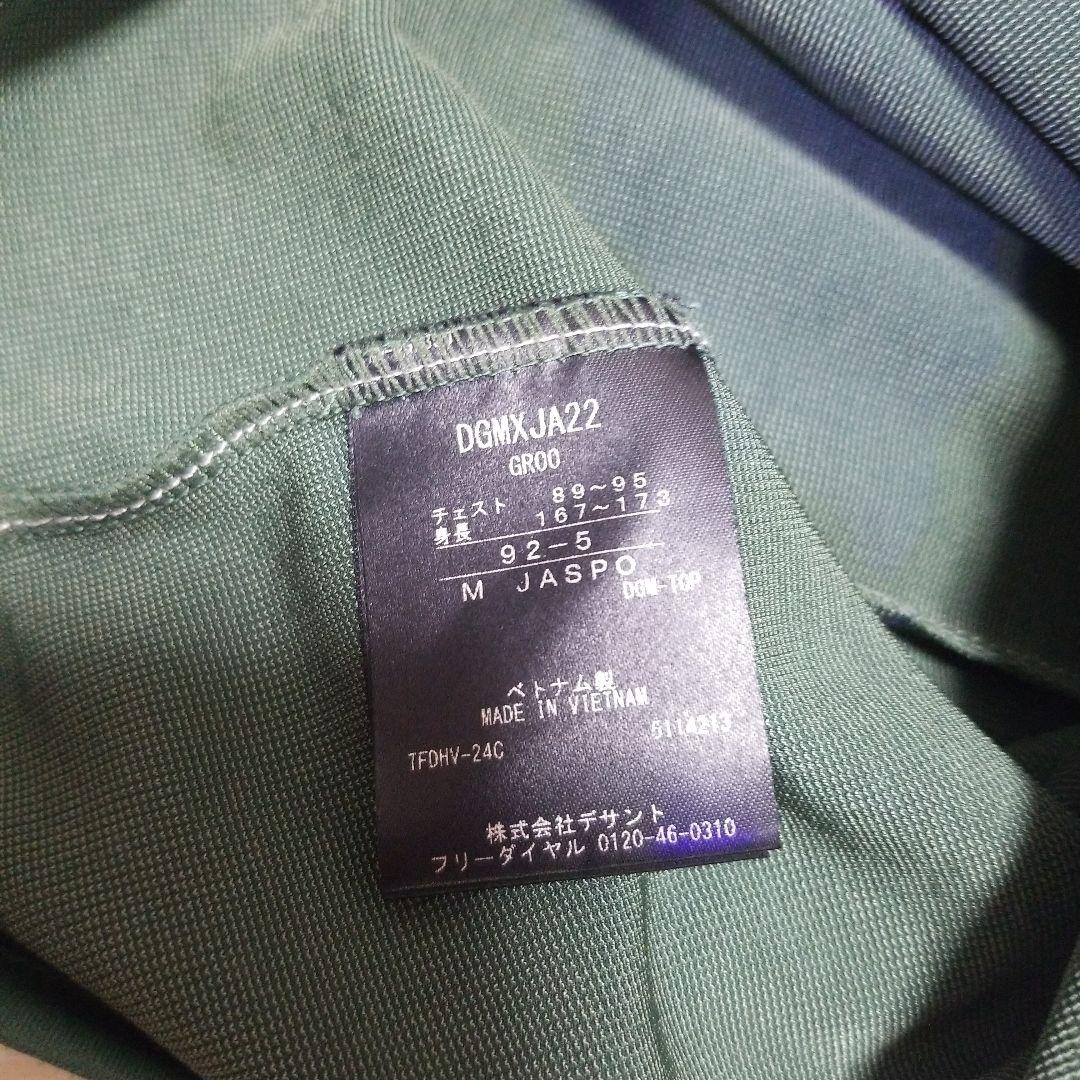 DGMXJA22
GR00
チェスト 89~95
身長 167~173
92-5
M JASPO
DGM-TOP
ベトナム製
MADE IN VIETNAM
TFDHV-24C 5114213
株式会社デサント
フリーダイヤル 0120-46-0310